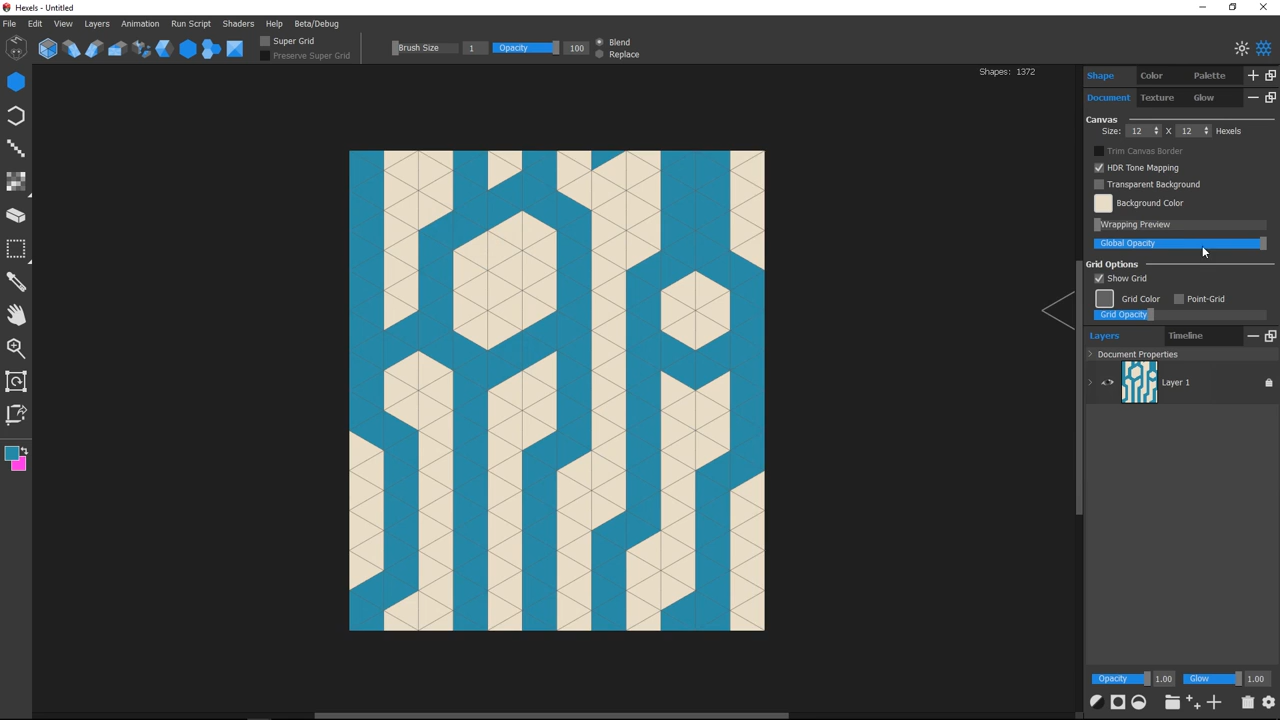 Hexels - Untitled
File Edit View Layers Animation Run Script Shaders Help Beta/Debug
Super Grid
Preserve Super Grid
Brush Size 1 Opacity 100
Blend
Replace
Shapes: 1372
Shape Color Palette
Document Texture Glow
Canvas
Size: 12 X 12 Hexels
Trim Canvas Border
HDR Tone Mapping
Transparent Background
Background Color
Wrapping Preview
Global Opacity
Grid Options
Show Grid
Grid Color Point-Grid
Grid Opacity
Layers Timeline
Document Properties
Layer 1
Opacity 1.00 Glow 1.00